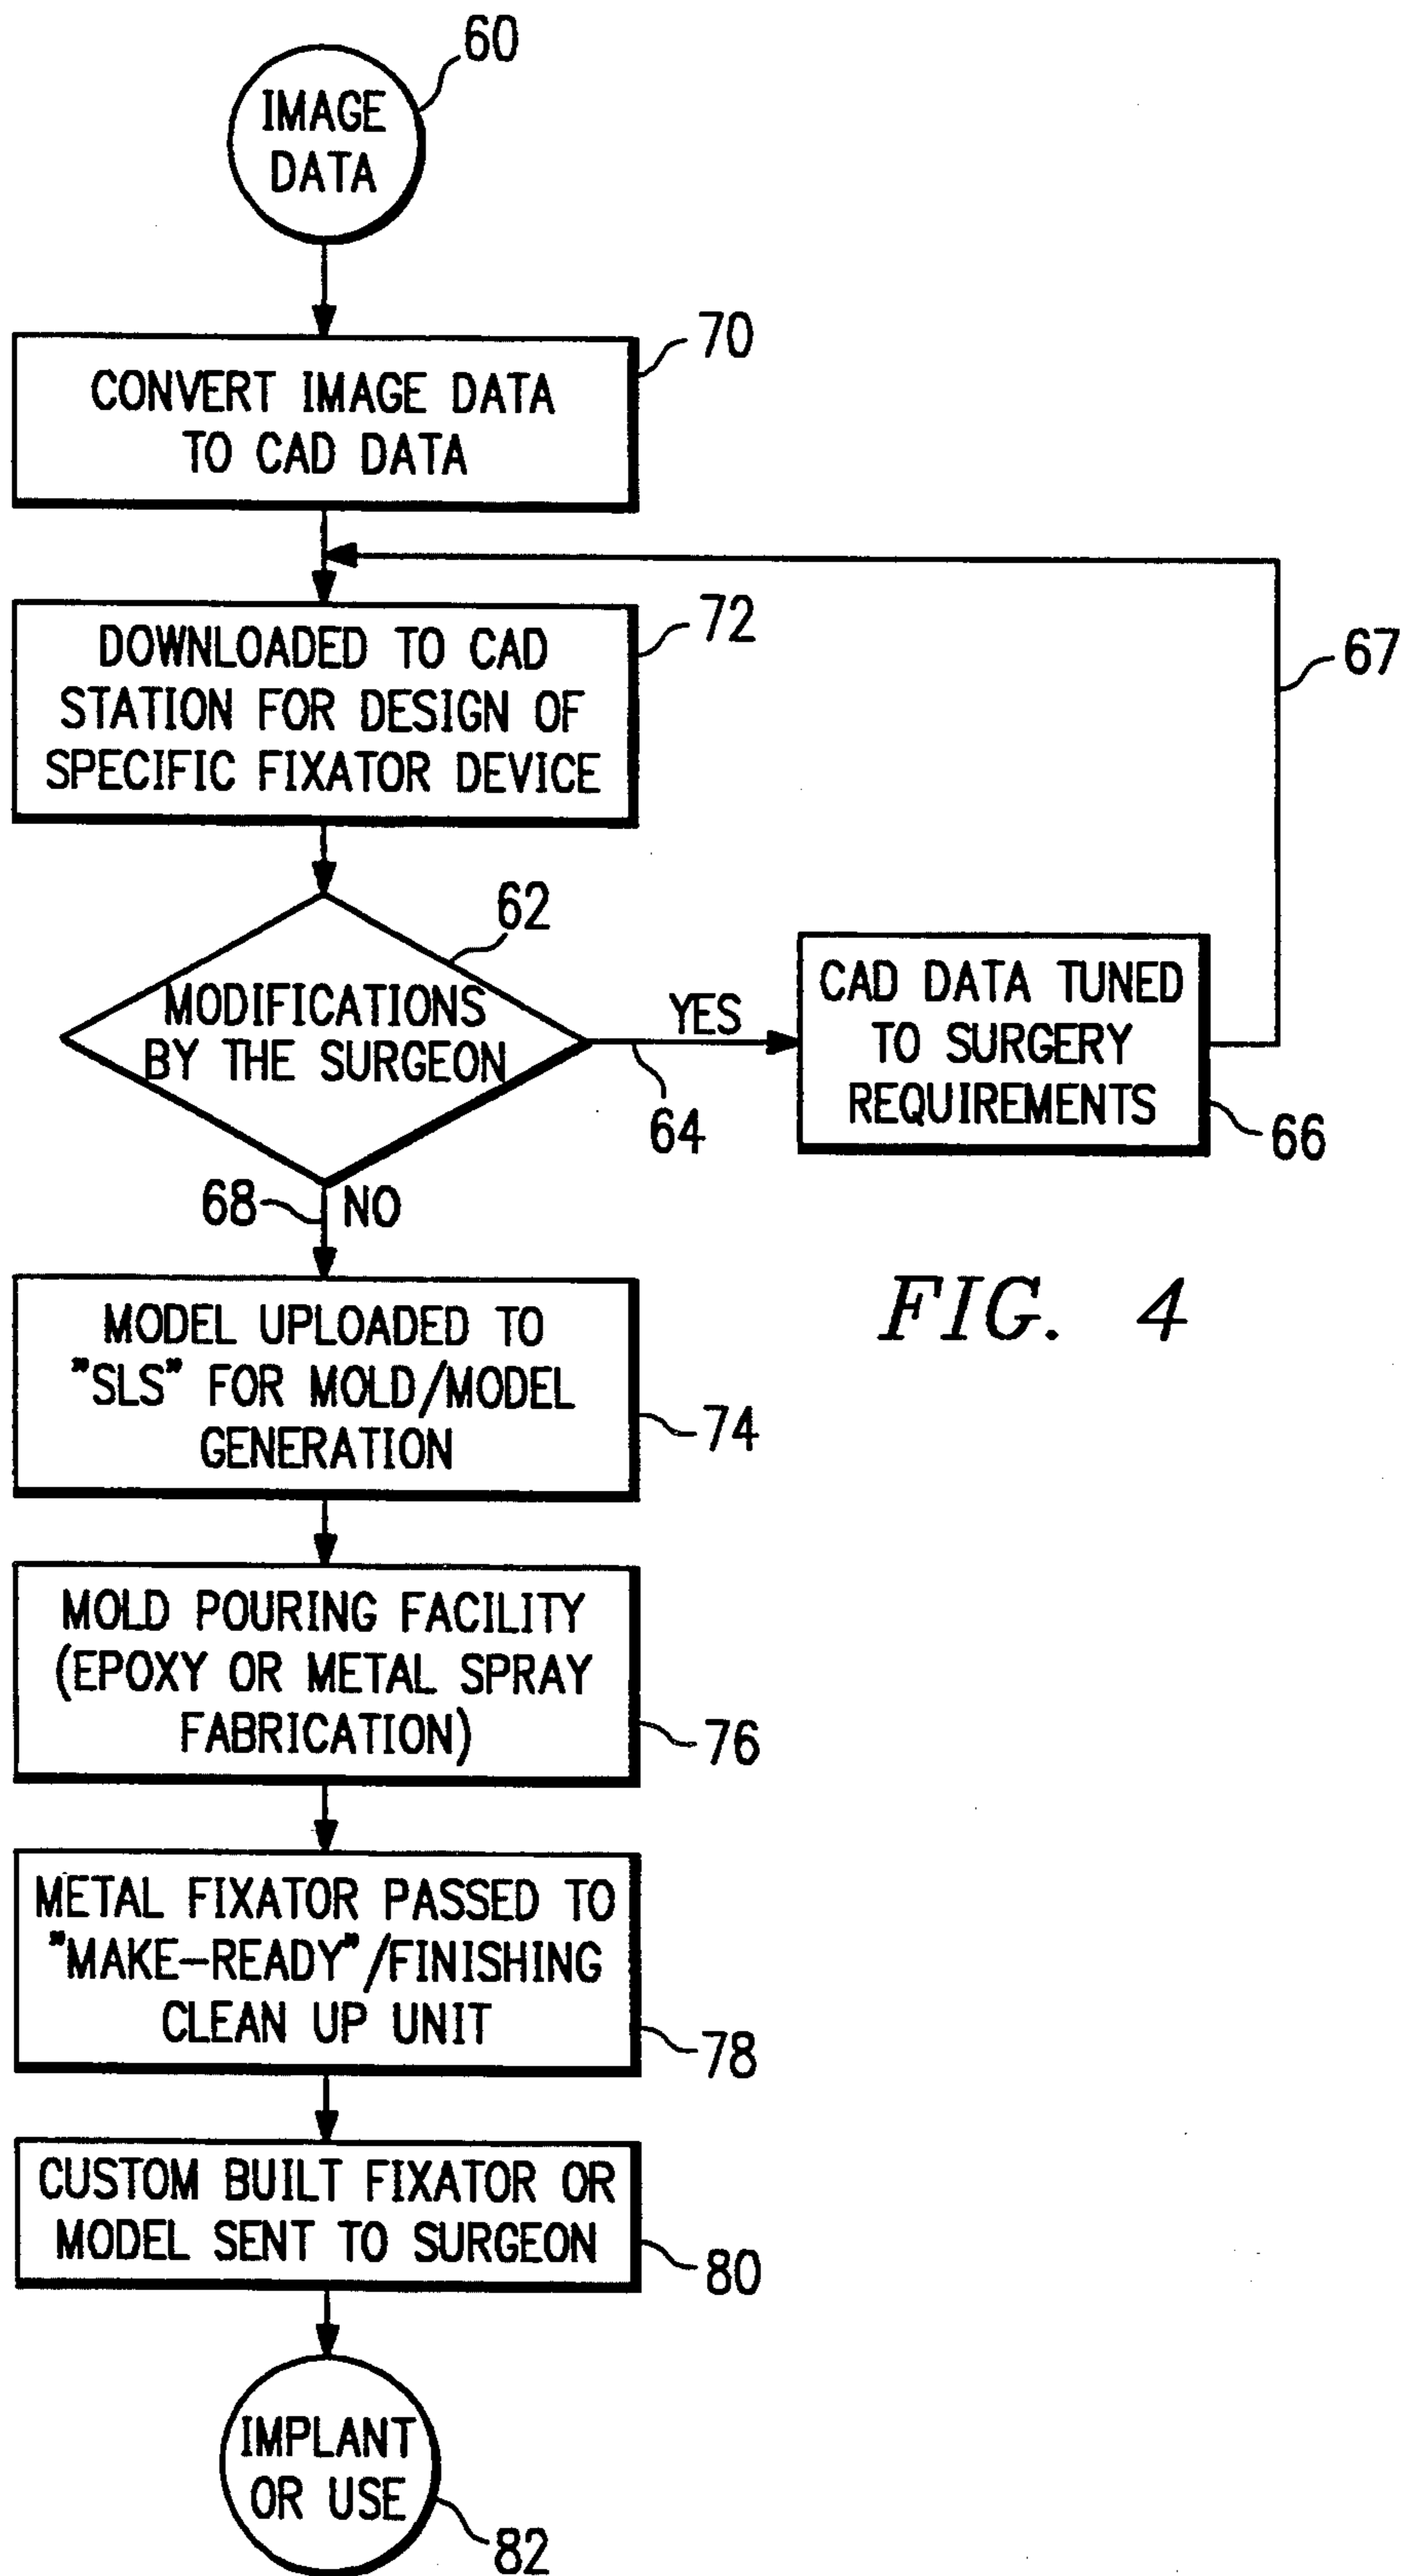 60
IMAGE
DATA
70
CONVERT IMAGE DATA
TO CAD DATA
72
DOWNLOADED TO CAD
STATION FOR DESIGN OF
SPECIFIC FIXATOR DEVICE
67
62
MODIFICATIONS
BY THE SURGEON
YES
64
CAD DATA TUNED
TO SURGERY
REQUIREMENTS
66
68
NO
MODEL UPLOADED TO
"SLS" FOR MOLD/MODEL
GENERATION
74
FIG. 4
MOLD POURING FACILITY
(EPOXY OR METAL SPRAY
FABRICATION)
76
METAL FIXATOR PASSED TO
"MAKE-READY"/FINISHING
CLEAN UP UNIT
78
CUSTOM BUILT FIXATOR OR
MODEL SENT TO SURGEON
80
IMPLANT
OR USE
82